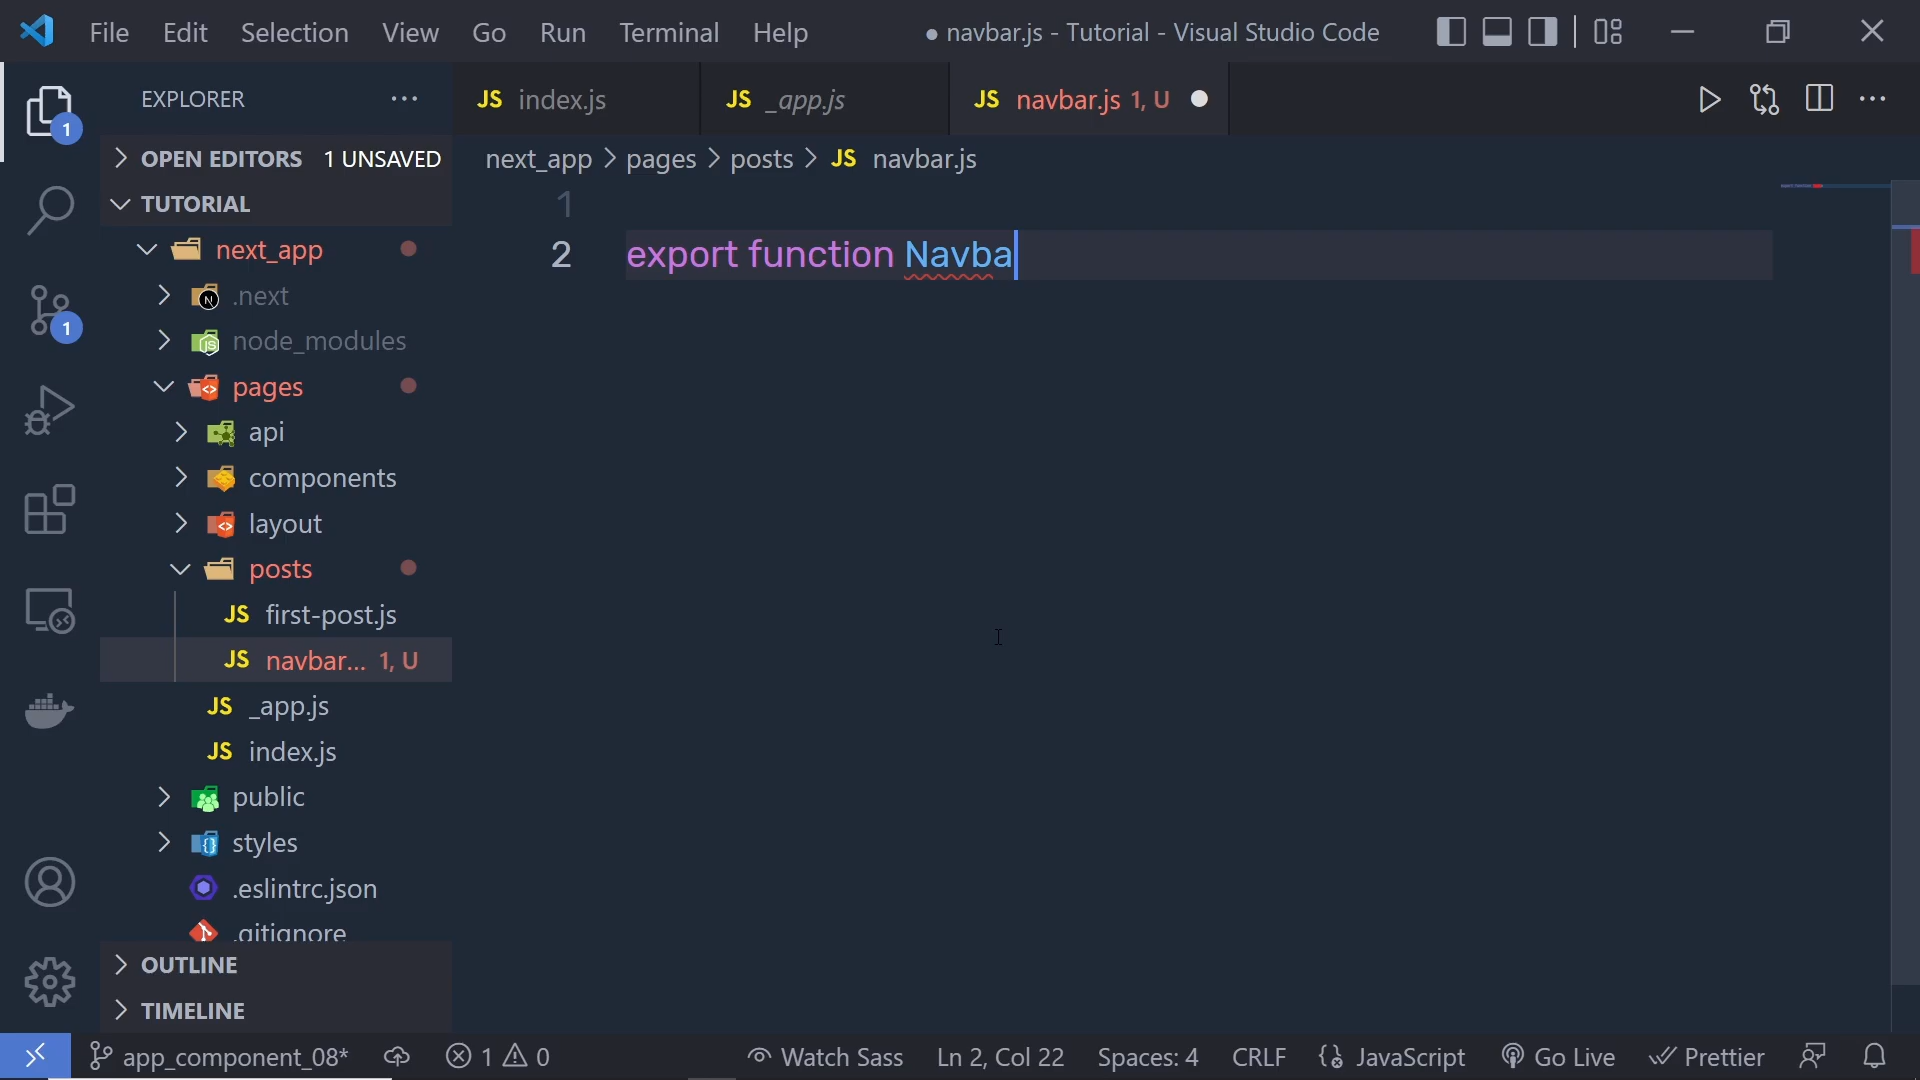 File Edit Selection View Go Run Terminal Help
● navbar.js - Tutorial - Visual Studio Code
EXPLORER ···
JS index.js
JS _app.js
JS navbar.js 1, U
OPEN EDITORS 1 UNSAVED
next_app > pages > posts > JS navbar.js
TUTORIAL
1
2 export function Navba
next_app
.next
node_modules
pages
api
components
layout
posts
JS first-post.js
JS navbar... 1, U
JS _app.js
JS index.js
public
styles
.eslintrc.json
.gitignore
OUTLINE
TIMELINE
1
1
app_component_08* 1 0 Watch Sass Ln 2, Col 22 Spaces: 4 CRLF JavaScript Go Live Prettier